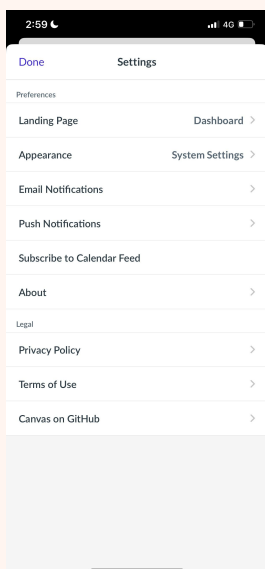 2:59 4G
Done Settings
Preferences
Landing Page Dashboard
Appearance System Settings
Email Notifications
Push Notifications
Subscribe to Calendar Feed
About
Legal
Privacy Policy
Terms of Use
Canvas on GitHub